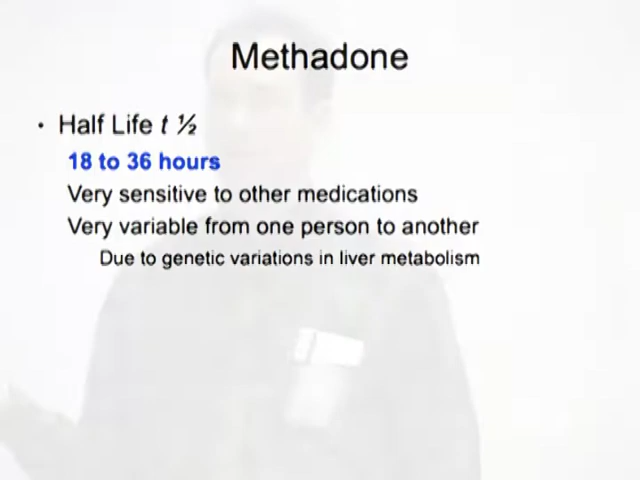 Methadone
• Half Life t ½
18 to 36 hours
Very sensitive to other medications
Very variable from one person to another
Due to genetic variations in liver metabolism